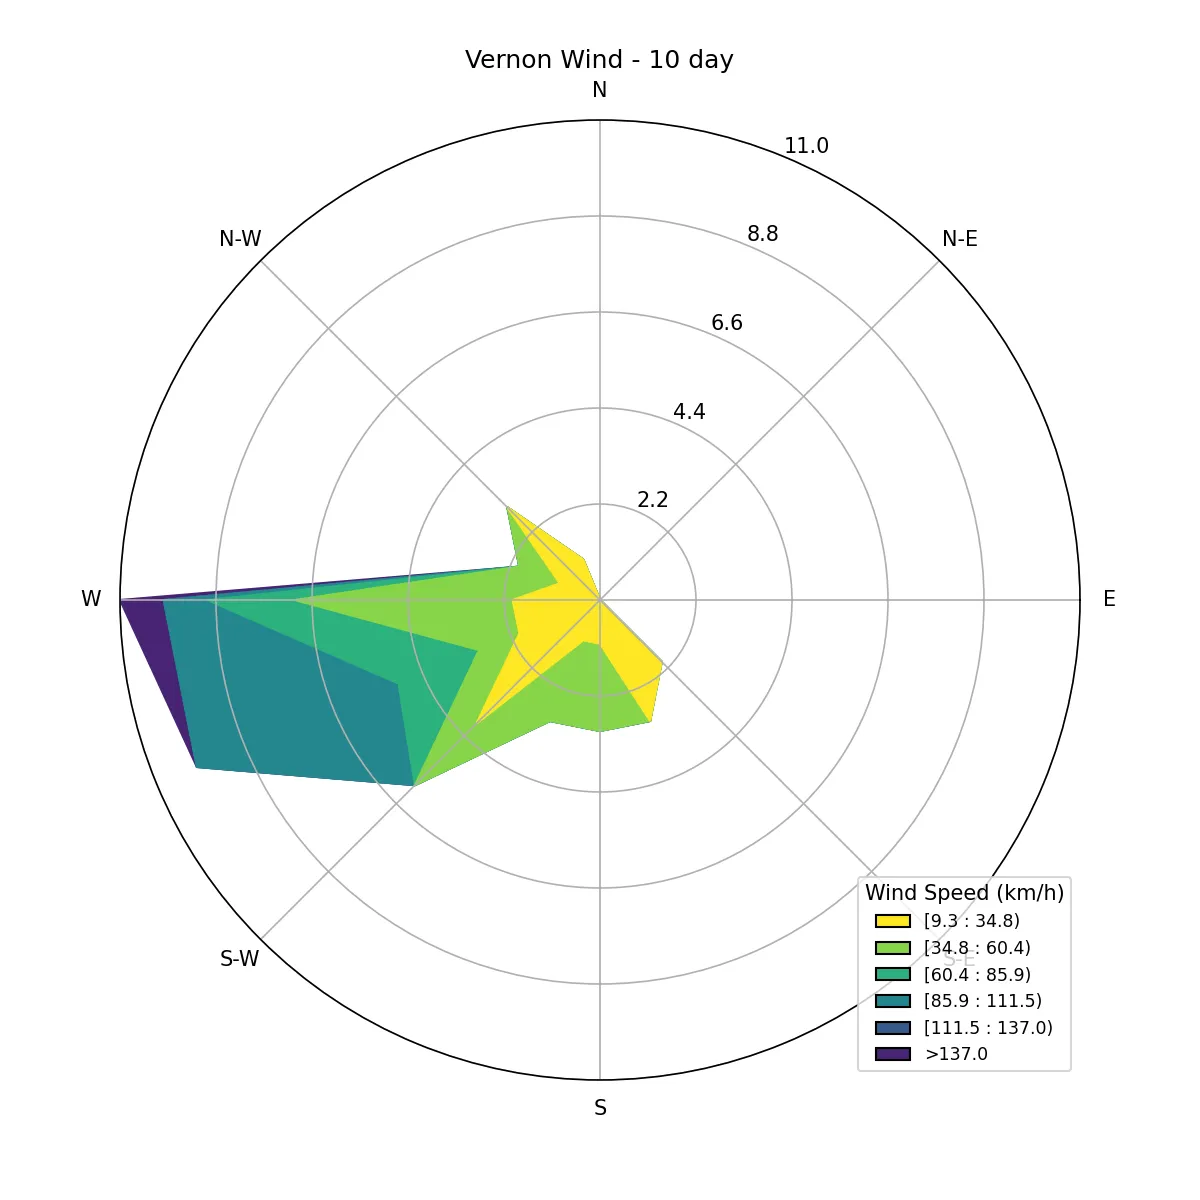 Vernon Wind - 10 day
N
11.0
N-W
N-E
8.8
6.6
4.4
2.2
W
E
Wind Speed (km/h)
[9.3 : 34.8)
[34.8 : 60.4)
S-W
S-E
[60.4 : 85.9)
[85.9 : 111.5)
[111.5 : 137.0)
>137.0
S